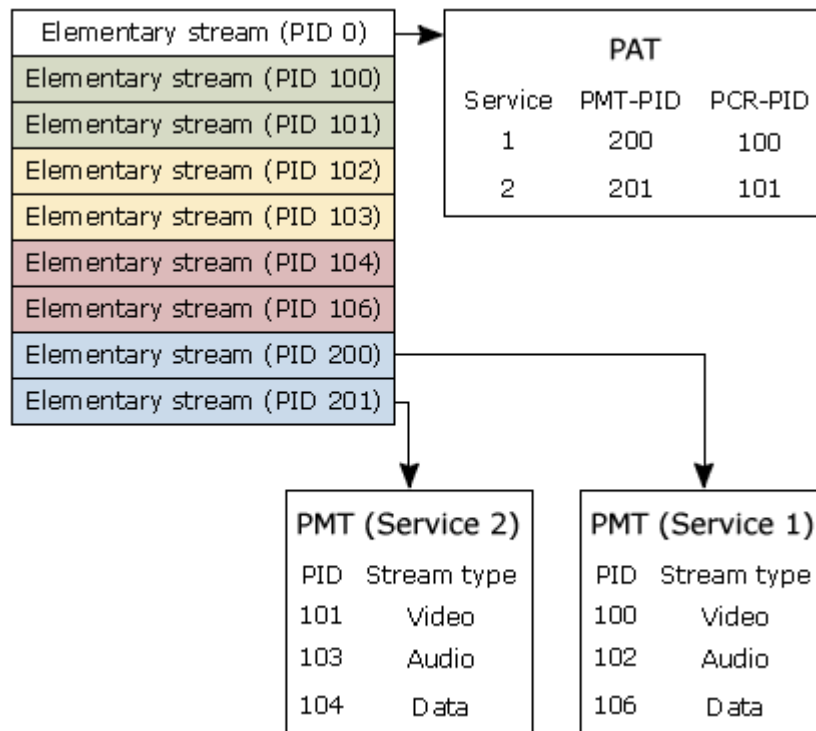 Elementary stream (PID 0)
Elementary stream (PID 100)
Elementary stream (PID 101)
Elementary stream (PID 102)
Elementary stream (PID 103)
Elementary stream (PID 104)
Elementary stream (PID 106)
Elementary stream (PID 200)
Elementary stream (PID 201)
PAT
Service PMT-PID PCR-PID
1 200 100
2 201 101
PMT (Service 2)
PID Stream type
101 Video
103 Audio
104 Data
PMT (Service 1)
PID Stream type
100 Video
102 Audio
106 Data